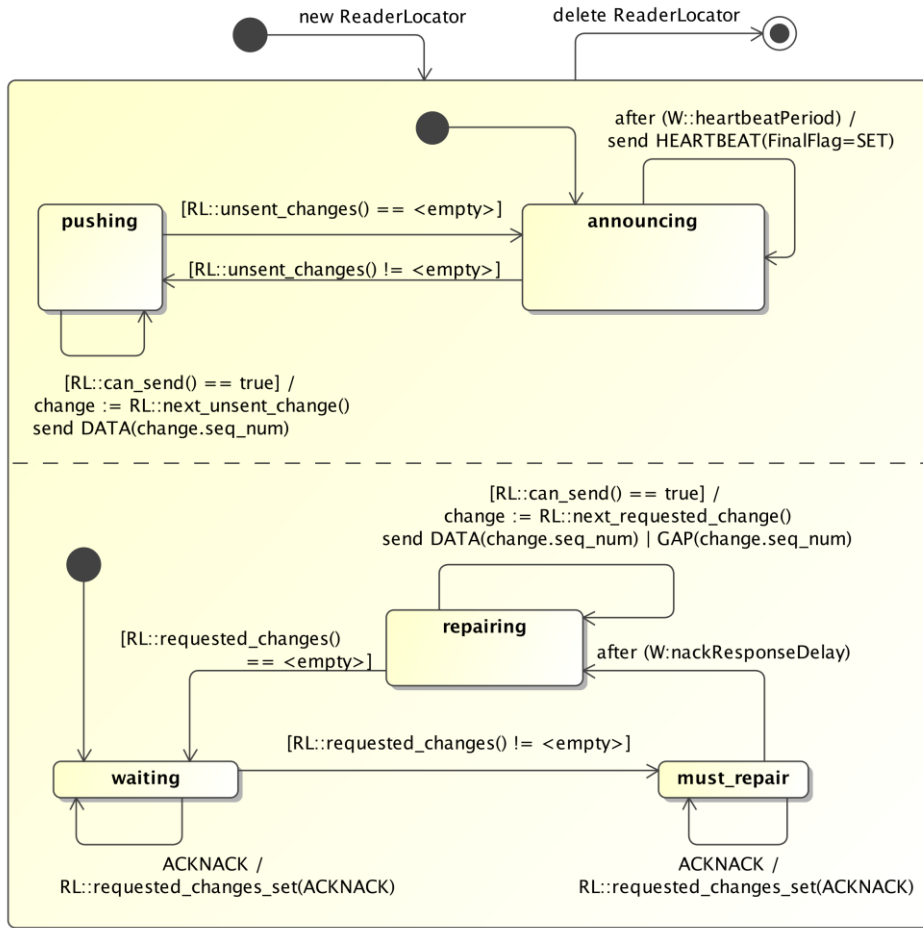 new ReaderLocator
delete ReaderLocator
after (W::heartbeatPeriod) /
send HEARTBEAT(FinalFlag=SET)
pushing
[RL::unsent_changes() == <empty>]
announcing
[RL::unsent_changes() != <empty>]
[RL::can_send() == true] /
change := RL::next_unsent_change()
send DATA(change.seq_num)
[RL::can_send() == true] /
change := RL::next_requested_change()
send DATA(change.seq_num) | GAP(change.seq_num)
repairing
[RL::requested_changes()
== <empty>]
after (W:nackResponseDelay)
[RL::requested_changes() != <empty>]
waiting
must_repair
ACKNACK /
RL::requested_changes_set(ACKNACK)
ACKNACK /
RL::requested_changes_set(ACKNACK)